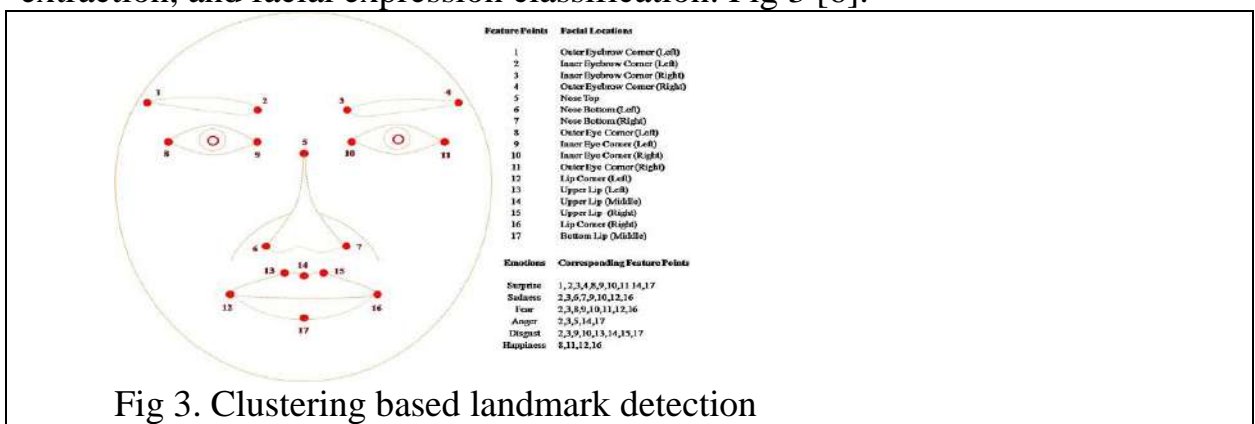 extraction, and facial expression classification. Fig 3 [6].
Feature Points Facial Locations
1 Outer Eyebrow Corner (Left)
2 Inner Eyebrow Corner (Left)
3 Inner Eyebrow Corner (Right)
4 Outer Eyebrow Corner (Right)
5 Nose Top
6 Nose Bottom (Left)
7 Nose Bottom (Right)
8 Outer Eye Corner (Left)
9 Inner Eye Corner (Left)
10 Inner Eye Corner (Right)
11 Outer Eye Corner (Right)
12 Lip Corner (Left)
13 Upper Lip (Left)
14 Upper Lip (Middle)
15 Upper Lip (Right)
16 Lip Corner (Right)
17 Bottom Lip (Middle)
Emotions Corresponding Feature Points
Surprise 1, 2,3,4,8,9,10,11 14,17
Sadness 2,3,6,7,9,10,12,16
Fear 2,3,8,9,10,11,12,16
Anger 2,3,5,14,17
Disgust 2,3,9,10,13,14,15,17
Happiness 8,11,12,16
1 2 3 4
8 9 5 10 11
6 7
13 14 15
12 16
17
Fig 3. Clustering based landmark detection